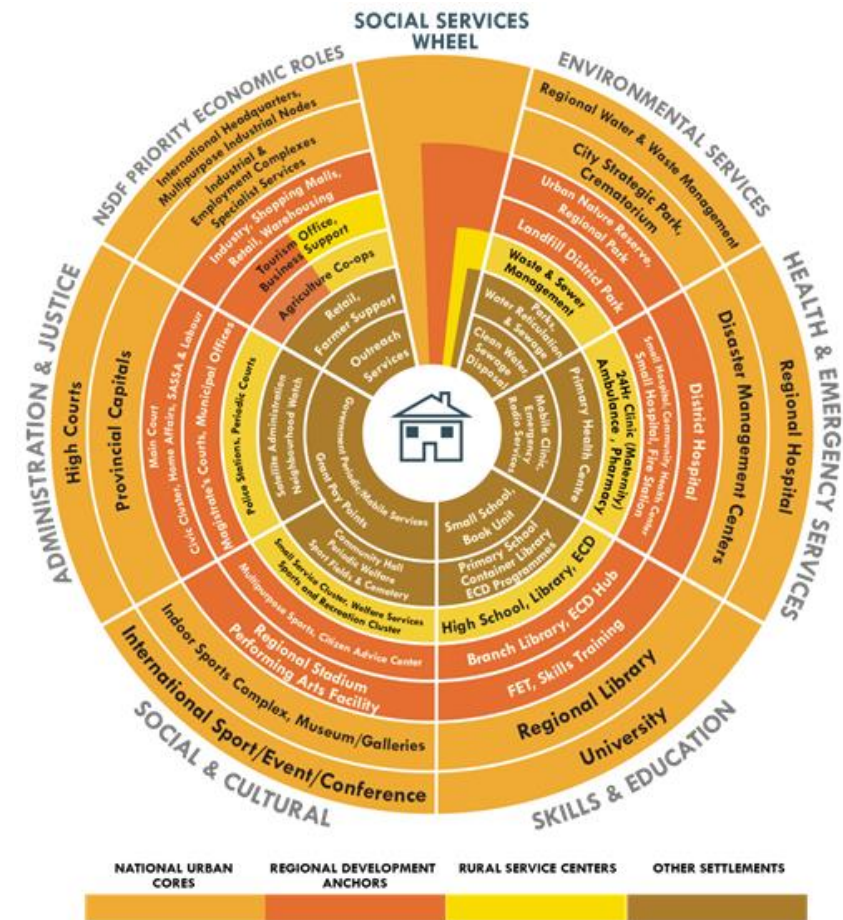 SOCIAL SERVICES
WHEEL
NSDF PRIORITY ECONOMIC ROLES
International Headquarters,
Multipurpose Industrial Nodes
Industrial &
Employment Complexes
Specialist Services
Industry, Shopping Malls,
Retail, Warehousing
Tourism Office,
Business Support
Agriculture Co-ops
Retail,
Farmer Support
Outreach
Services
ENVIRONMENTAL SERVICES
Regional Water & Waste Management
City Strategic Park,
Crematorium
Urban Nature Reserve,
Regional Park
Landfill District Park
Waste & Sewer
Management
Parks,
Water Reticulation
& Sewage
Clean Water,
Sewage
Disposal
HEALTH & EMERGENCY SERVICES
Regional Hospital
Disaster Management Centers
District Hospital
Small Hospital, Community Health Center
Small Hospital, Fire Station
24Hr Clinic (Maternity)
Ambulance , Pharmacy
Primary Health Centre
Mobile Clinic,
Emergency
Radio Services
SKILLS & EDUCATION
University
Regional Library
FET, Skills Training
Branch Library, ECD Hub
High School, Library, ECD
Primary School
Container Library
ECD Programmes
Small School,
Book Unit
SOCIAL & CULTURAL
International Sport/Event/Conference
Indoor Sports Complex, Museum/Galleries
Regional Stadium
Performing Arts Facility
Multipurpose Sports, Citizen Advice Center
Small Service Cluster, Welfare Services
Sports and Recreation Cluster
Community Hall
Periodic Welfare
Sport Fields & Cemetery
Government Periodic/Mobile Services
Grant Pay Points
ADMINISTRATION & JUSTICE
High Courts
Provincial Capitals
Main Court
Civic Cluster, Home Affairs, SASSA & Labour
Magistrate's Courts, Municipal Offices
Police Stations, Periodic Courts
Satellite Administration
Neighbourhood Watch
NATIONAL URBAN
CORES
REGIONAL DEVELOPMENT
ANCHORS
RURAL SERVICE CENTERS
OTHER SETTLEMENTS